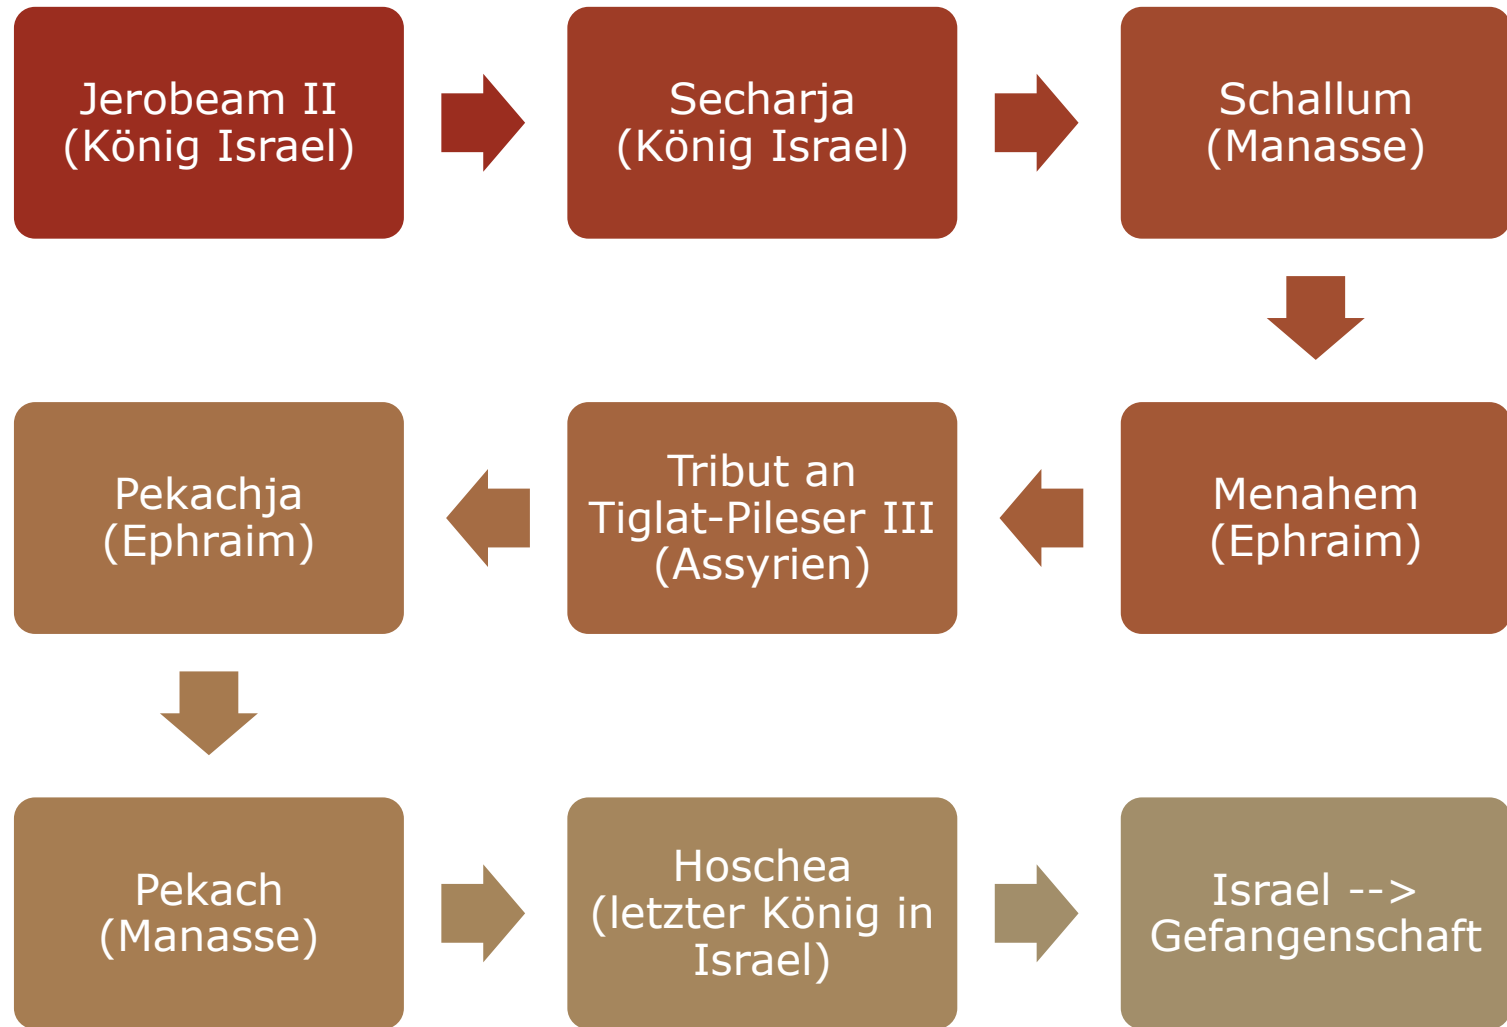 Jerobeam II
(König Israel)
Secharja
(König Israel)
Schallum
(Manasse)
Menahem
(Ephraim)
Tribut an
Tiglat-Pileser III
(Assyrien)
Pekachja
(Ephraim)
Pekach
(Manasse)
Hoschea
(letzter König in
Israel)
Israel -->
Gefangenschaft